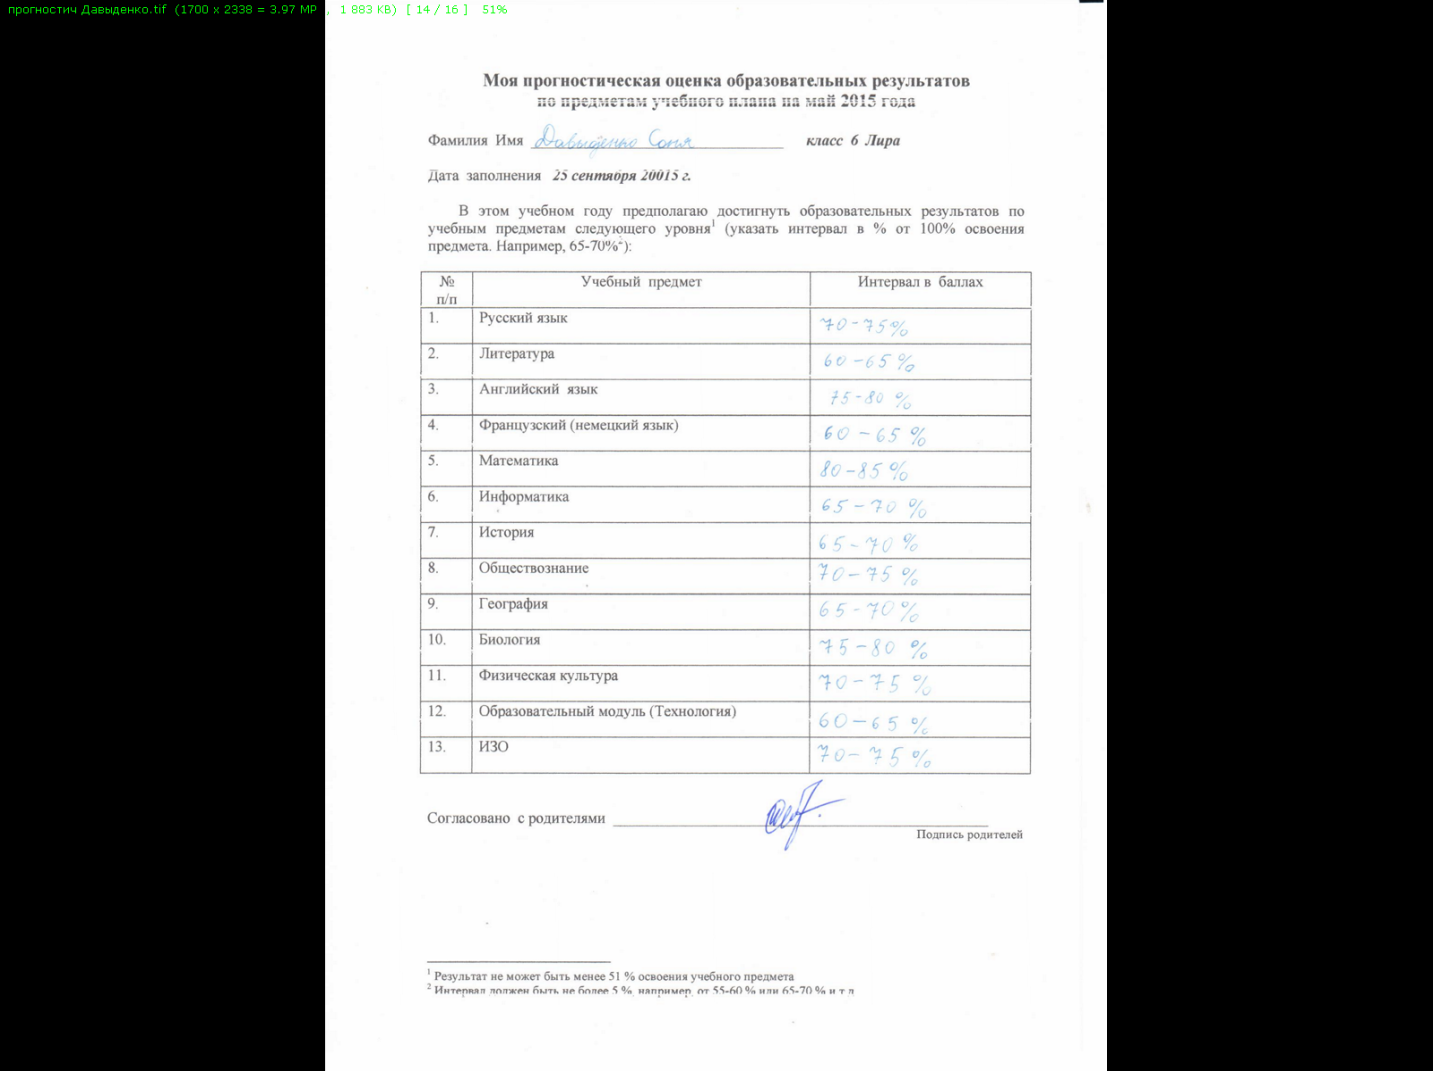 прогностич Давыденко.tif (1700 x 2338 = 3.97 MP , 1 883 KB) [ 14 / 16 ] 51%
Моя прогностическая оценка образовательных результатов
по предметам учебного плана на май 2015 года
Фамилия Имя Давыденко Соня класс 6 Лира
Дата заполнения 25 сентября 20015 г.
В этом учебном году предполагаю достигнуть образовательных результатов по
учебным предметам следующего уровня¹ (указать интервал в % от 100% освоения
предмета. Например, 65-70%²):
№ п/п Учебный предмет Интервал в баллах
1. Русский язык 70-75%
2. Литература 60-65%
3. Английский язык 75-80 %
4. Французский (немецкий язык) 60-65 %
5. Математика 80-85 %
6. Информатика 65-70 %
7. История 65-70 %
8. Обществознание 70-75 %
9. География 65-70 %
10. Биология 75-80 %
11. Физическая культура 70-75 %
12. Образовательный модуль (Технология) 60-65 %
13. ИЗО 70-75 %
Согласовано с родителями
Подпись родителей
¹ Результат не может быть менее 51 % освоения учебного предмета
² Интервал должен быть не более 5 %, например, от 55-60 % или 65-70 % и т д